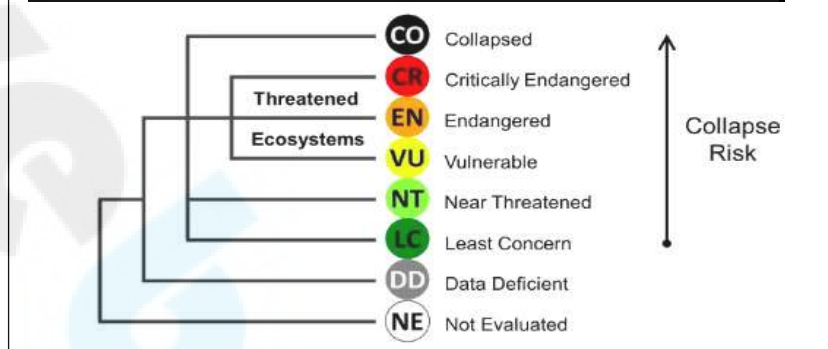 CO Collapsed
CR Critically Endangered
Threatened
EN Endangered
Ecosystems
VU Vulnerable
NT Near Threatened
LC Least Concern
DD Data Deficient
NE Not Evaluated
Collapse
Risk